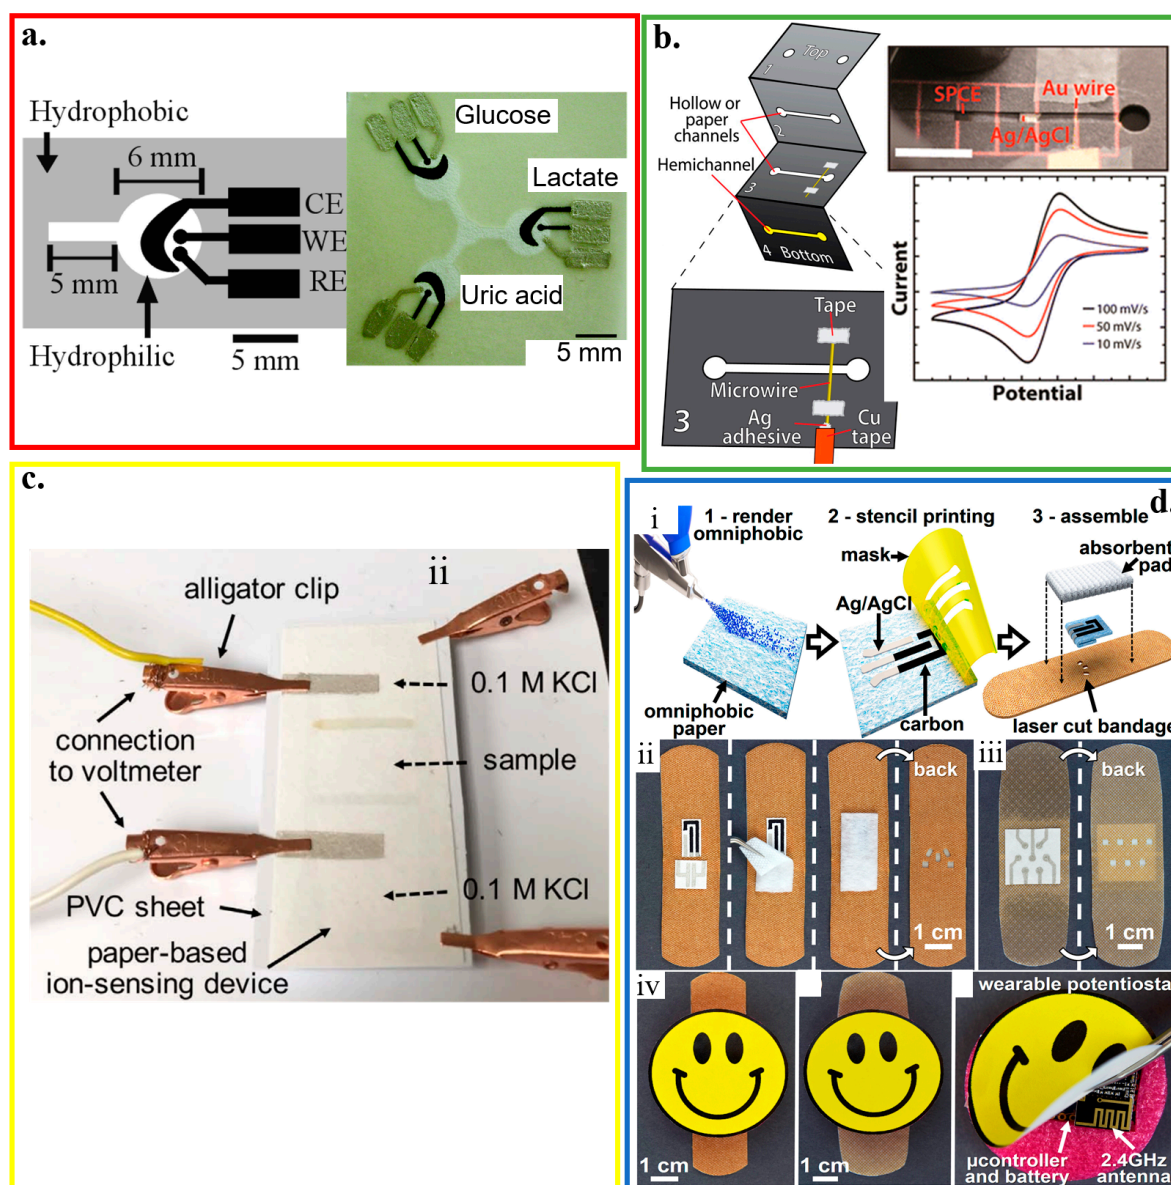 a.
Hydrophobic
6 mm
CE
WE
RE
5 mm
Hydrophilic
5 mm
Glucose
Lactate
Uric acid
5 mm
b.
Top
1
Hollow or
paper
channels
2
Hemichannel
3
4 Bottom
SPCE
Au wire
Ag/AgCl
Current
100 mV/s
50 mV/s
10 mV/s
Potential
Tape
Microwire
Ag
adhesive
Cu
tape
3
c.
ii
alligator clip
0.1 M KCl
connection
to voltmeter
sample
0.1 M KCl
PVC sheet
paper-based
ion-sensing device
d.
i
1 - render
omniphobic
2 - stencil printing
3 - assemble
mask
absorbent
pad
Ag/AgCl
omniphobic
paper
carbon
laser cut bandage
ii
back
1 cm
iii
back
1 cm
iv
1 cm
1 cm
wearable potentiosta
µcontroller
and battery
2.4GHz
antenna